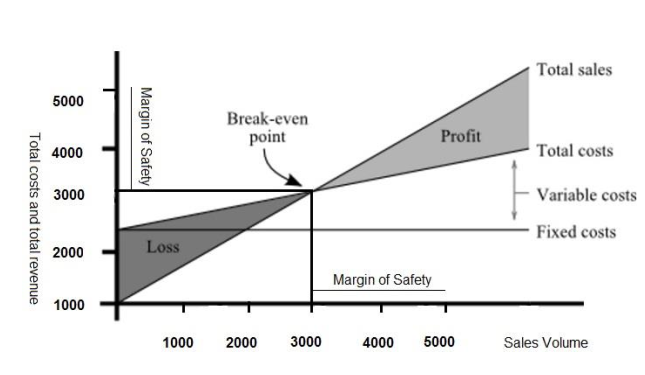 Total sales
5000
Margin of Safety
Break-even
point
Profit
4000
Total costs
Total costs and total revenue
3000
Variable costs
Fixed costs
Loss
2000
Margin of Safety
1000
1000
2000
3000
4000
5000
Sales Volume